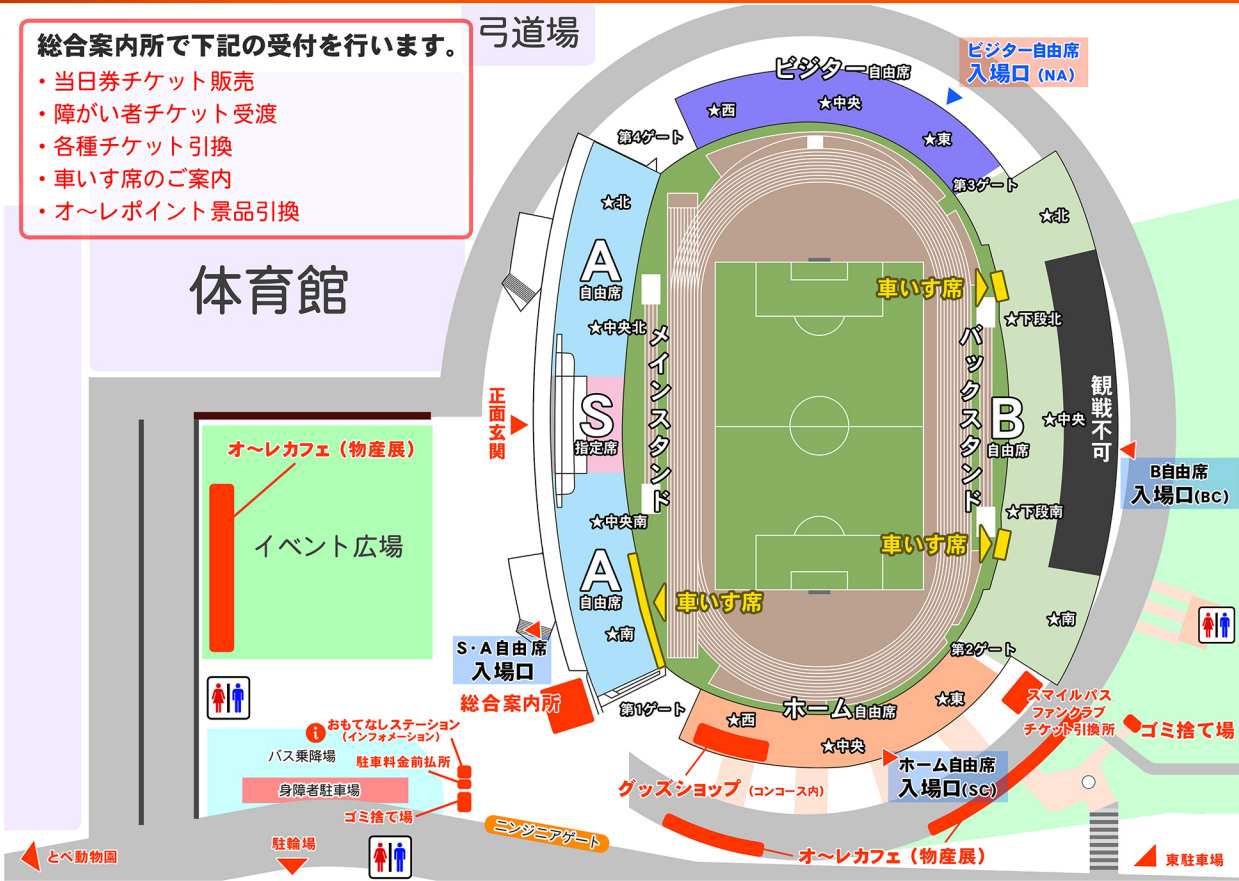 総合案内所で下記の受付を行います。
・当日券チケット販売
・障がい者チケット受渡
・各種チケット引換
・車いす席のご案内
・オ〜レポイント景品引換
弓道場
体育館
ビジター自由席
入場口(NA)
ビジター自由席
★西
★中央
★東
第4ゲート
第3ゲート
★北
A
自由席
★中央北
メインスタンド
正面玄関
S
指定席
★中央南
A
自由席
★南
車いす席
車いす席
車いす席
バックスタンド
★北
★下段北
B
自由席
★中央
観戦不可
★下段南
★南
B自由席
入場口(BC)
オ〜レカフェ(物産展)
イベント広場
S・A自由席
入場口
総合案内所
第1ゲート
第2ゲート
★西
ホーム自由席
★東
★中央
ホーム自由席
入場口(SC)
スマイルパス
ファンクラブ
チケット引換所
ゴミ捨て場
グッズショップ(コンコース内)
オ〜レカフェ(物産展)
i
おもてなしステーション
(インフォメーション)
バス乗降場
駐車料金前払所
身障者駐車場
ゴミ捨て場
ニンジニアゲート
とべ動物園
駐輪場
東駐車場